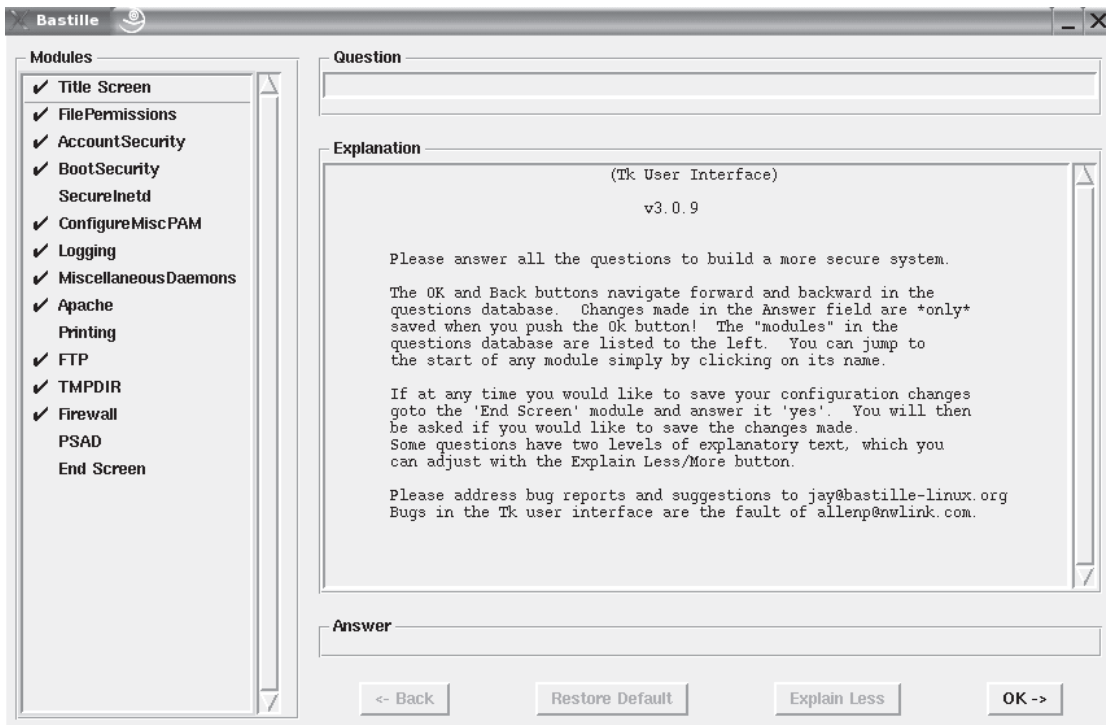 Bastille
Modules
✔ Title Screen
✔ FilePermissions
✔ AccountSecurity
✔ BootSecurity
SecureInetd
✔ ConfigureMiscPAM
✔ Logging
✔ MiscellaneousDaemons
✔ Apache
Printing
✔ FTP
✔ TMPDIR
✔ Firewall
PSAD
End Screen
Question
Explanation
(Tk User Interface)
v3.0.9
Please answer all the questions to build a more secure system.
The OK and Back buttons navigate forward and backward in the
questions database. Changes made in the Answer field are *only*
saved when you push the Ok button! The "modules" in the
questions database are listed to the left. You can jump to
the start of any module simply by clicking on its name.
If at any time you would like to save your configuration changes
goto the 'End Screen' module and answer it 'yes'. You will then
be asked if you would like to save the changes made.
Some questions have two levels of explanatory text, which you
can adjust with the Explain Less/More button.
Please address bug reports and suggestions to jay@bastille-linux.org
Bugs in the Tk user interface are the fault of allenp@nwlink.com.
Answer
<- Back
Restore Default
Explain Less
OK ->